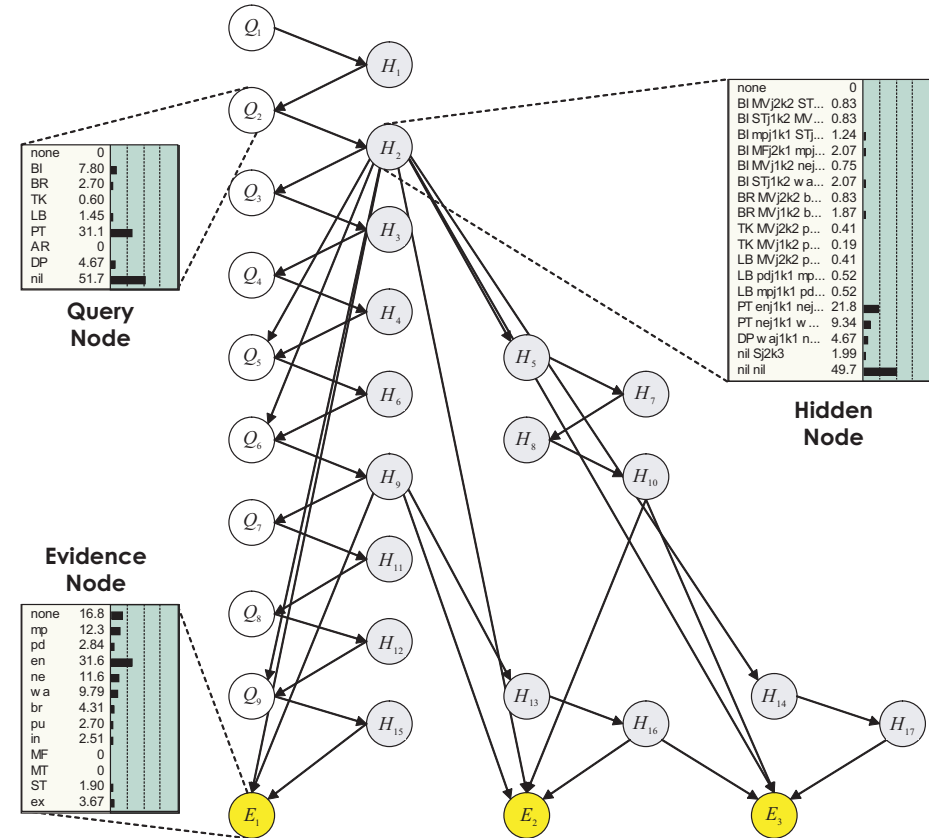 Q1
H1
Q2
none 0
BI 7.80
BR 2.70
TK 0.60
LB 1.45
PT 31.1
AR 0
DP 4.67
nil 51.7
Query
Node
H2
none 0
BI MVj2k2 ST... 0.83
BI STj1k2 MV... 0.83
BI mpj1k1 STj... 1.24
BI MFj2k1 mpj... 2.07
BI MVj1k2 nej... 0.75
BI STj1k2 wa... 2.07
BR MVj2k2 b... 0.83
BR MVj1k2 b... 1.87
TK MVj2k2 p... 0.41
TK MVj1k2 p... 0.19
LB MVj2k2 p... 0.41
LB pdj1k1 mp... 0.52
LB mpj1k1 pd... 0.52
PT enj1k1 nej... 21.8
PT nej1k1 w... 9.34
DP waj1k1 n... 4.67
nil Sj2k3 1.99
nil nil 49.7
Hidden
Node
Q3
H3
Q4
H4
Q5
H5
H6
H7
Q6
H8
H9
H10
Q7
H11
Q8
H12
Q9
H13
H14
H15
H16
H17
Evidence
Node
none 16.8
mp 12.3
pd 2.84
en 31.6
ne 11.6
wa 9.79
br 4.31
pu 2.70
in 2.51
MF 0
MT 0
ST 1.90
ex 3.67
E1
E2
E3